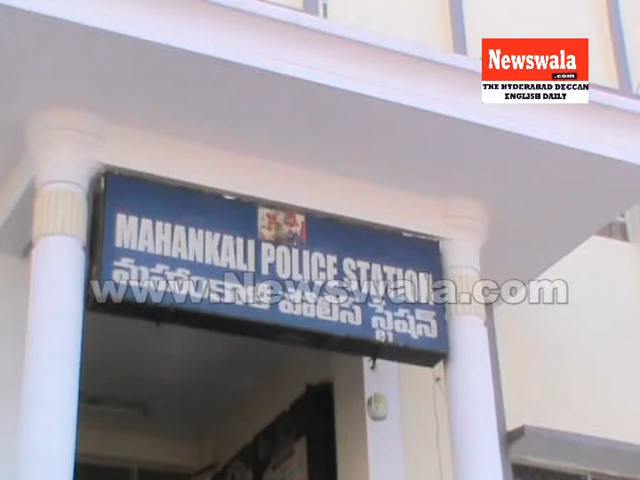 Newswala
.com
THE HYDERABAD DECCAN
ENGLISH DAILY
MAHANKALI POLICE STATION
మహంకాళి పోలీస్ స్టేషన్
www.Newswala.com